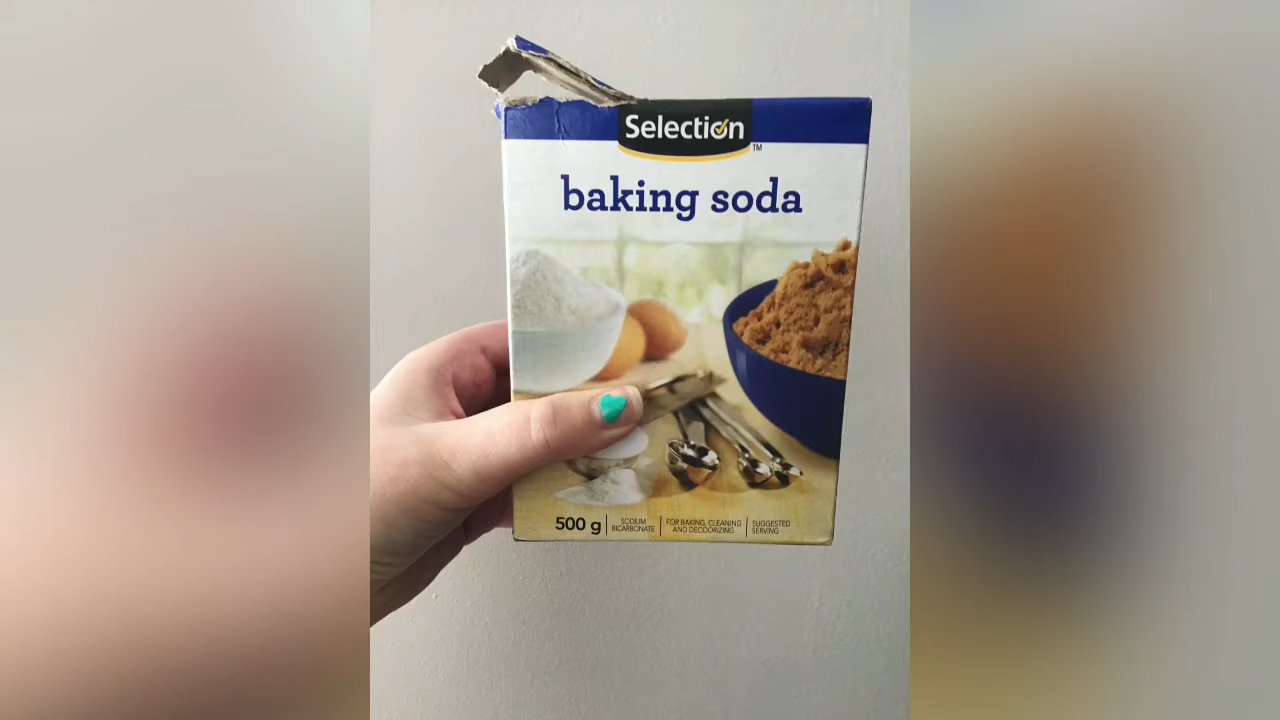 Selection
TM
baking soda
500 g
SODIUM
BICARBONATE
FOR BAKING, CLEANING
AND DEODORIZING
SUGGESTED
SERVING